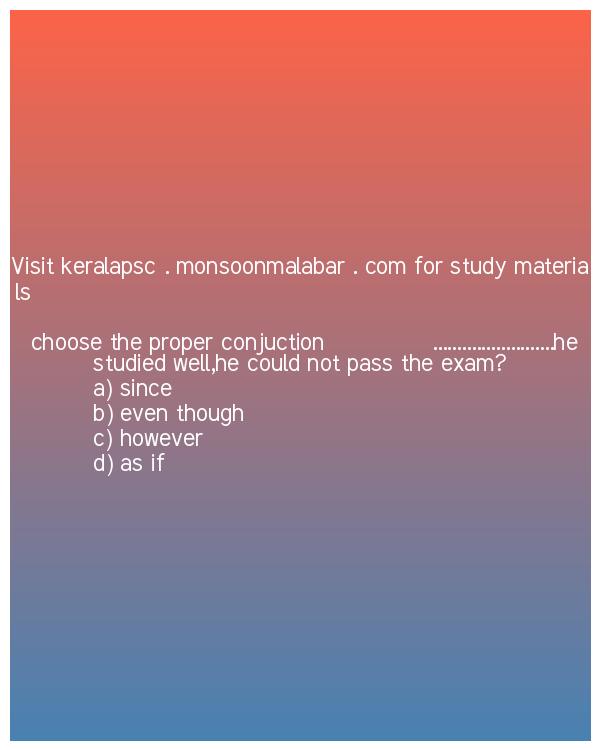 Visit keralapsc . monsoonmalabar . com for study materia
ls
choose the proper conjuction .........................he
studied well,he could not pass the exam?
a) since
b) even though
c) however
d) as if